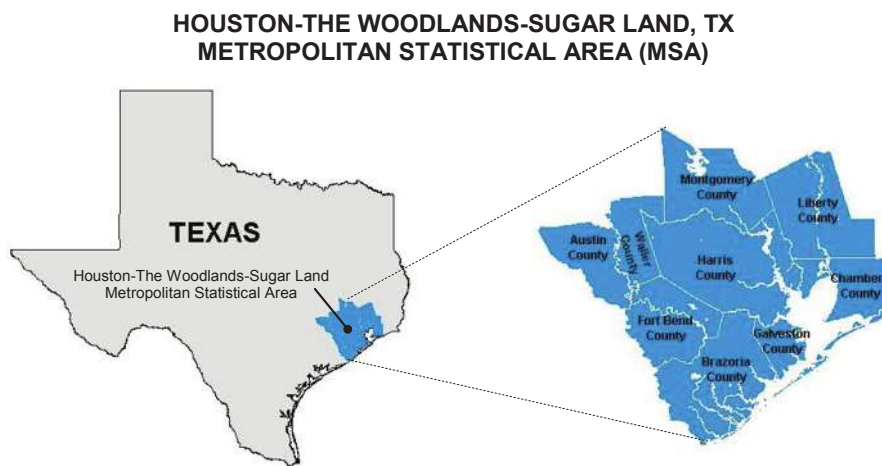 HOUSTON-THE WOODLANDS-SUGAR LAND, TX
METROPOLITAN STATISTICAL AREA (MSA)
TEXAS
Houston-The Woodlands-Sugar Land
Metropolitan Statistical Area
Montgomery
County
Liberty
County
Austin
County
Waller
County
Harris
County
Chamber
County
Fort Bend
County
Galveston
County
Brazoria
County